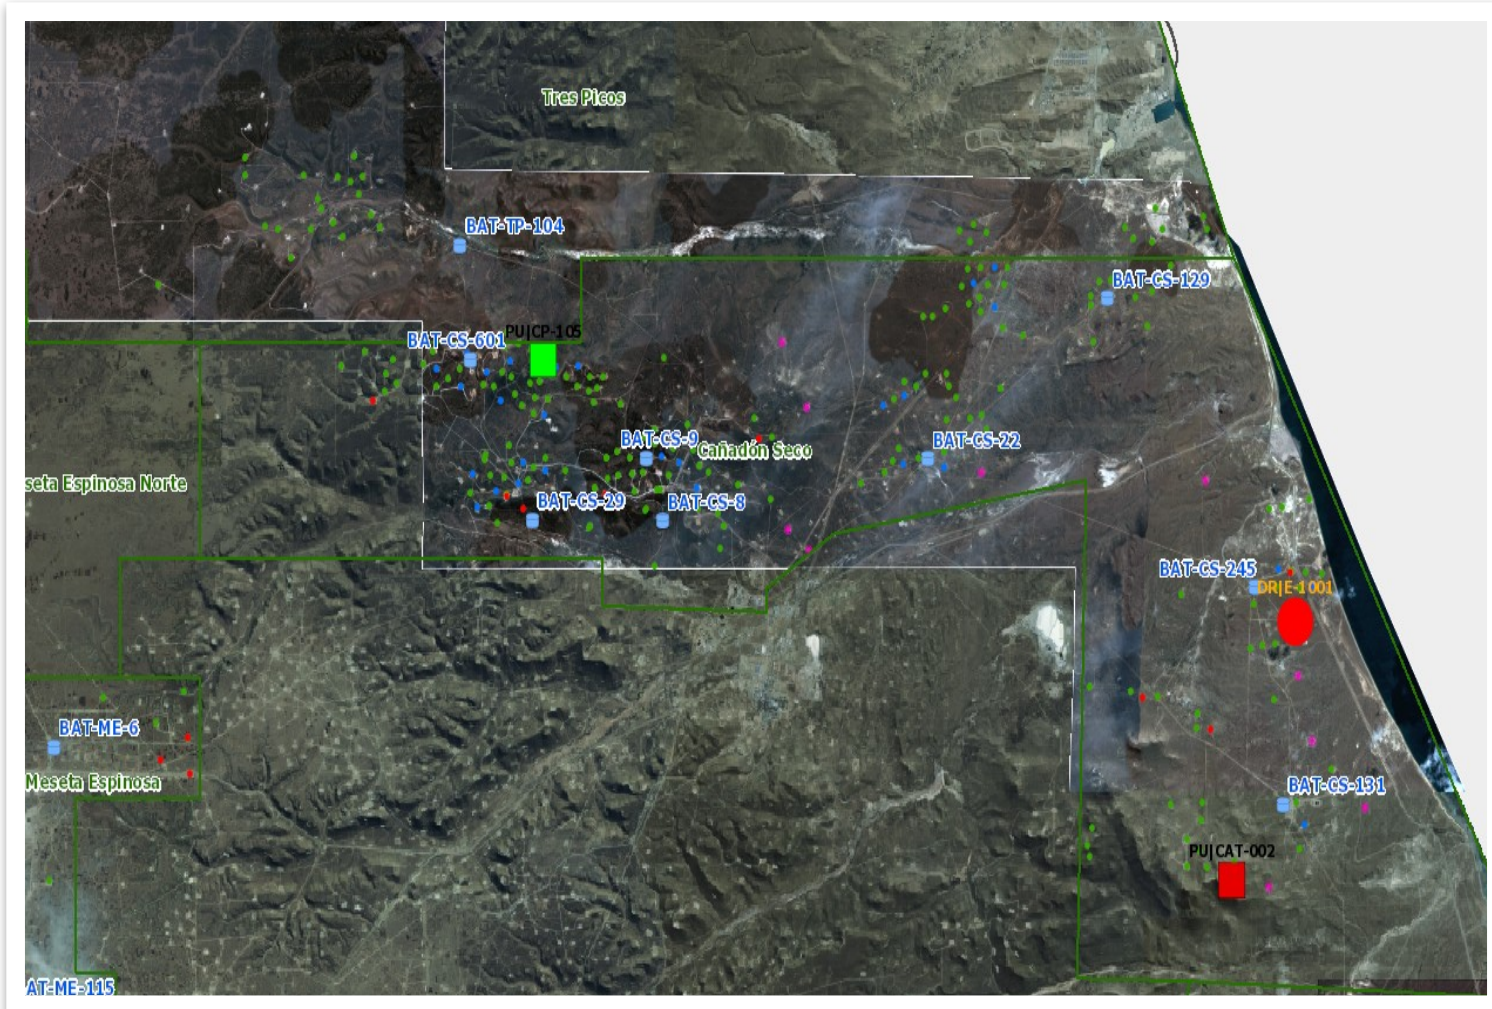 Tres Picos
BAT-TP-104
BAT-CS-129
PU|CP-105
BAT-CS-601
BAT-CS-9
Cañadón Seco
BAT-CS-22
seta Espinosa Norte
BAT-CS-29
BAT-CS-8
BAT-CS-245
DR|E-1001
BAT-ME-6
Meseta Espinosa
BAT-CS-131
PU|CAT-002
AT-ME-115